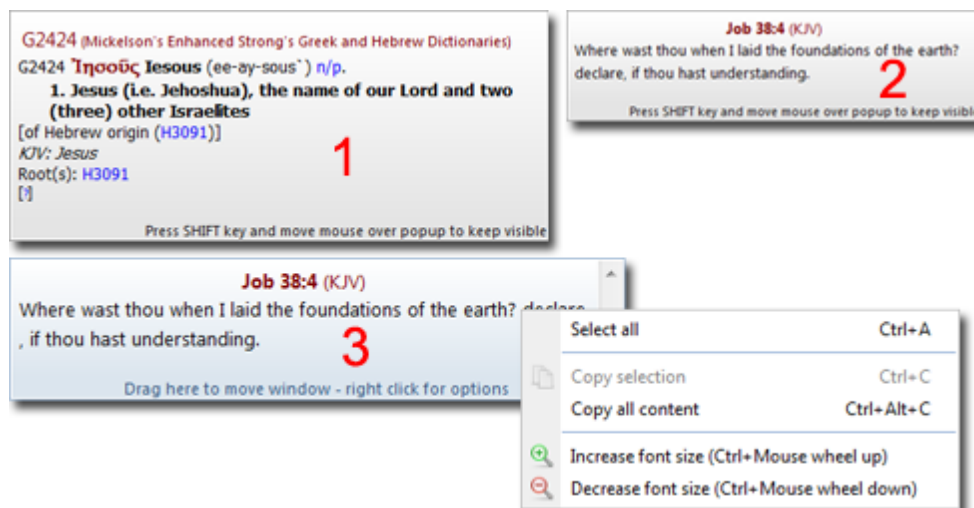 G2424 (Mickelson's Enhanced Strong's Greek and Hebrew Dictionaries)
G2424 Ἰησοῦς Iesous (ee-ay-sous`) n/p.
1. Jesus (i.e. Jehoshua), the name of our Lord and two
(three) other Israelites
[of Hebrew origin (H3091)]
KJV: Jesus
Root(s): H3091
[?]
1
Press SHIFT key and move mouse over popup to keep visible
Job 38:4 (KJV)
Where wast thou when I laid the foundations of the earth?
declare, if thou hast understanding.
2
Press SHIFT key and move mouse over popup to keep visible
Job 38:4 (KJV)
Where wast thou when I laid the foundations of the earth? declare
, if thou hast understanding.
3
Drag here to move window - right click for options
Select all Ctrl+A
Copy selection Ctrl+C
Copy all content Ctrl+Alt+C
Increase font size (Ctrl+Mouse wheel up)
Decrease font size (Ctrl+Mouse wheel down)